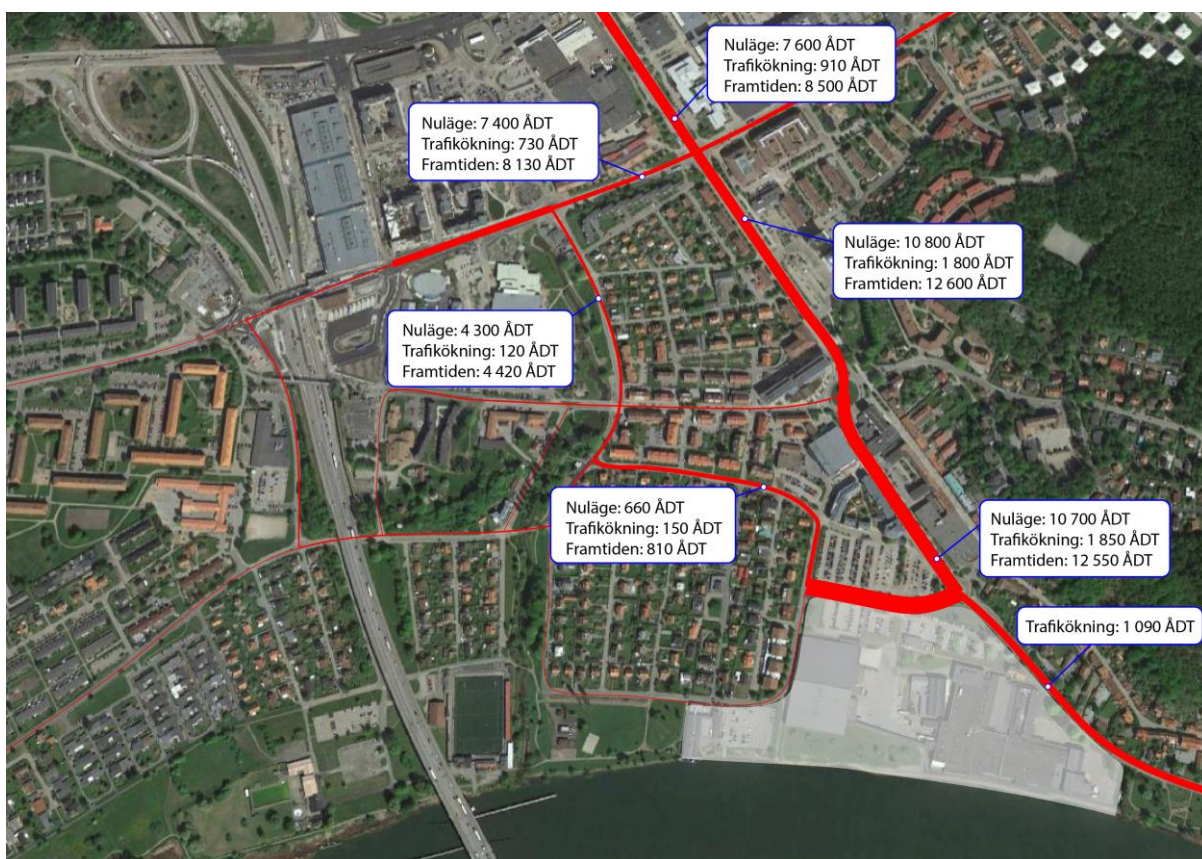 Nuläge: 7 600 ÅDT
Trafikökning: 910 ÅDT
Framtiden: 8 500 ÅDT
Nuläge: 7 400 ÅDT
Trafikökning: 730 ÅDT
Framtiden: 8 130 ÅDT
Nuläge: 10 800 ÅDT
Trafikökning: 1 800 ÅDT
Framtiden: 12 600 ÅDT
Nuläge: 4 300 ÅDT
Trafikökning: 120 ÅDT
Framtiden: 4 420 ÅDT
Nuläge: 660 ÅDT
Trafikökning: 150 ÅDT
Framtiden: 810 ÅDT
Nuläge: 10 700 ÅDT
Trafikökning: 1 850 ÅDT
Framtiden: 12 550 ÅDT
Trafikökning: 1 090 ÅDT